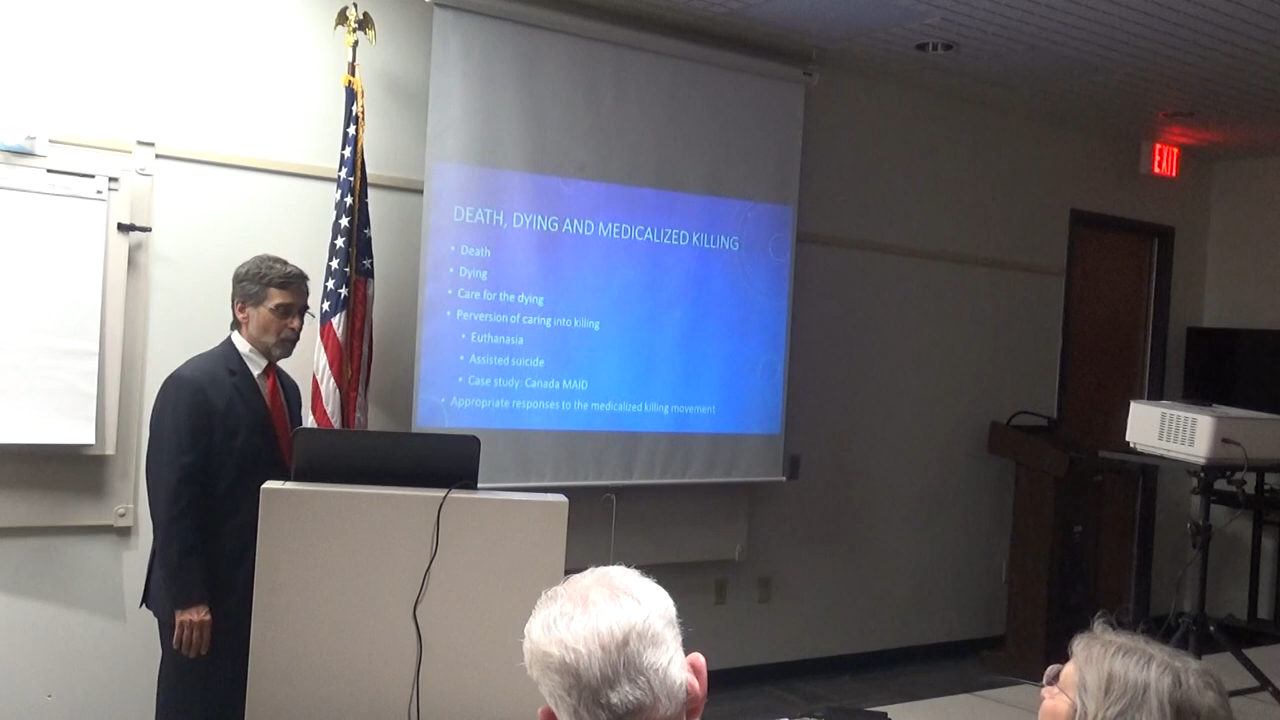 DEATH, DYING AND MEDICALIZED KILLING
• Death
• Dying
• Care for the dying
• Perversion of caring into killing
• Euthanasia
• Assisted suicide
• Case study: Canada MAID
• Appropriate responses to the medicalized killing movement
EXIT